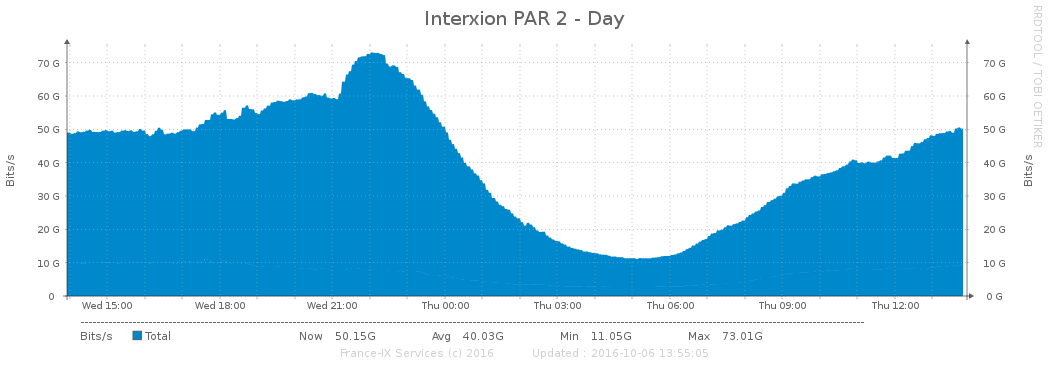 Interxion PAR 2 - Day
RRDTOOL / TOBI OETIKER
Bits/s
70 G 70 G
60 G 60 G
50 G 50 G
40 G 40 G
30 G 30 G
20 G 20 G
10 G 10 G
0 0 G
Bits/s
Wed 15:00 Wed 18:00 Wed 21:00 Thu 00:00 Thu 03:00 Thu 06:00 Thu 09:00 Thu 12:00
Bits/s Total Now 50.15G Avg 40.03G Min 11.05G Max 73.01G
France-IX Services (c) 2016 Updated : 2016-10-06 13:55:05